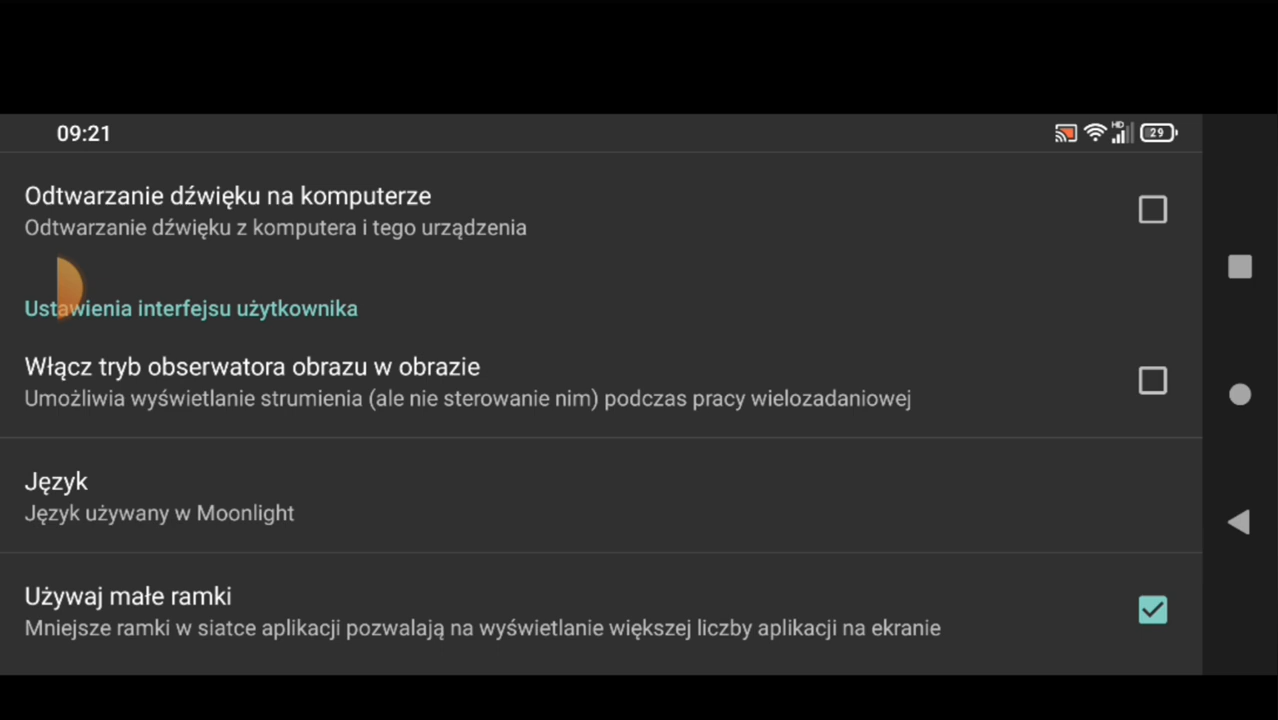 09:21
HD
29
Odtwarzanie dźwięku na komputerze
Odtwarzanie dźwięku z komputera i tego urządzenia
Ustawienia interfejsu użytkownika
Włącz tryb obserwatora obrazu w obrazie
Umożliwia wyświetlanie strumienia (ale nie sterowanie nim) podczas pracy wielozadaniowej
Język
Język używany w Moonlight
Używaj małe ramki
Mniejsze ramki w siatce aplikacji pozwalają na wyświetlanie większej liczby aplikacji na ekranie